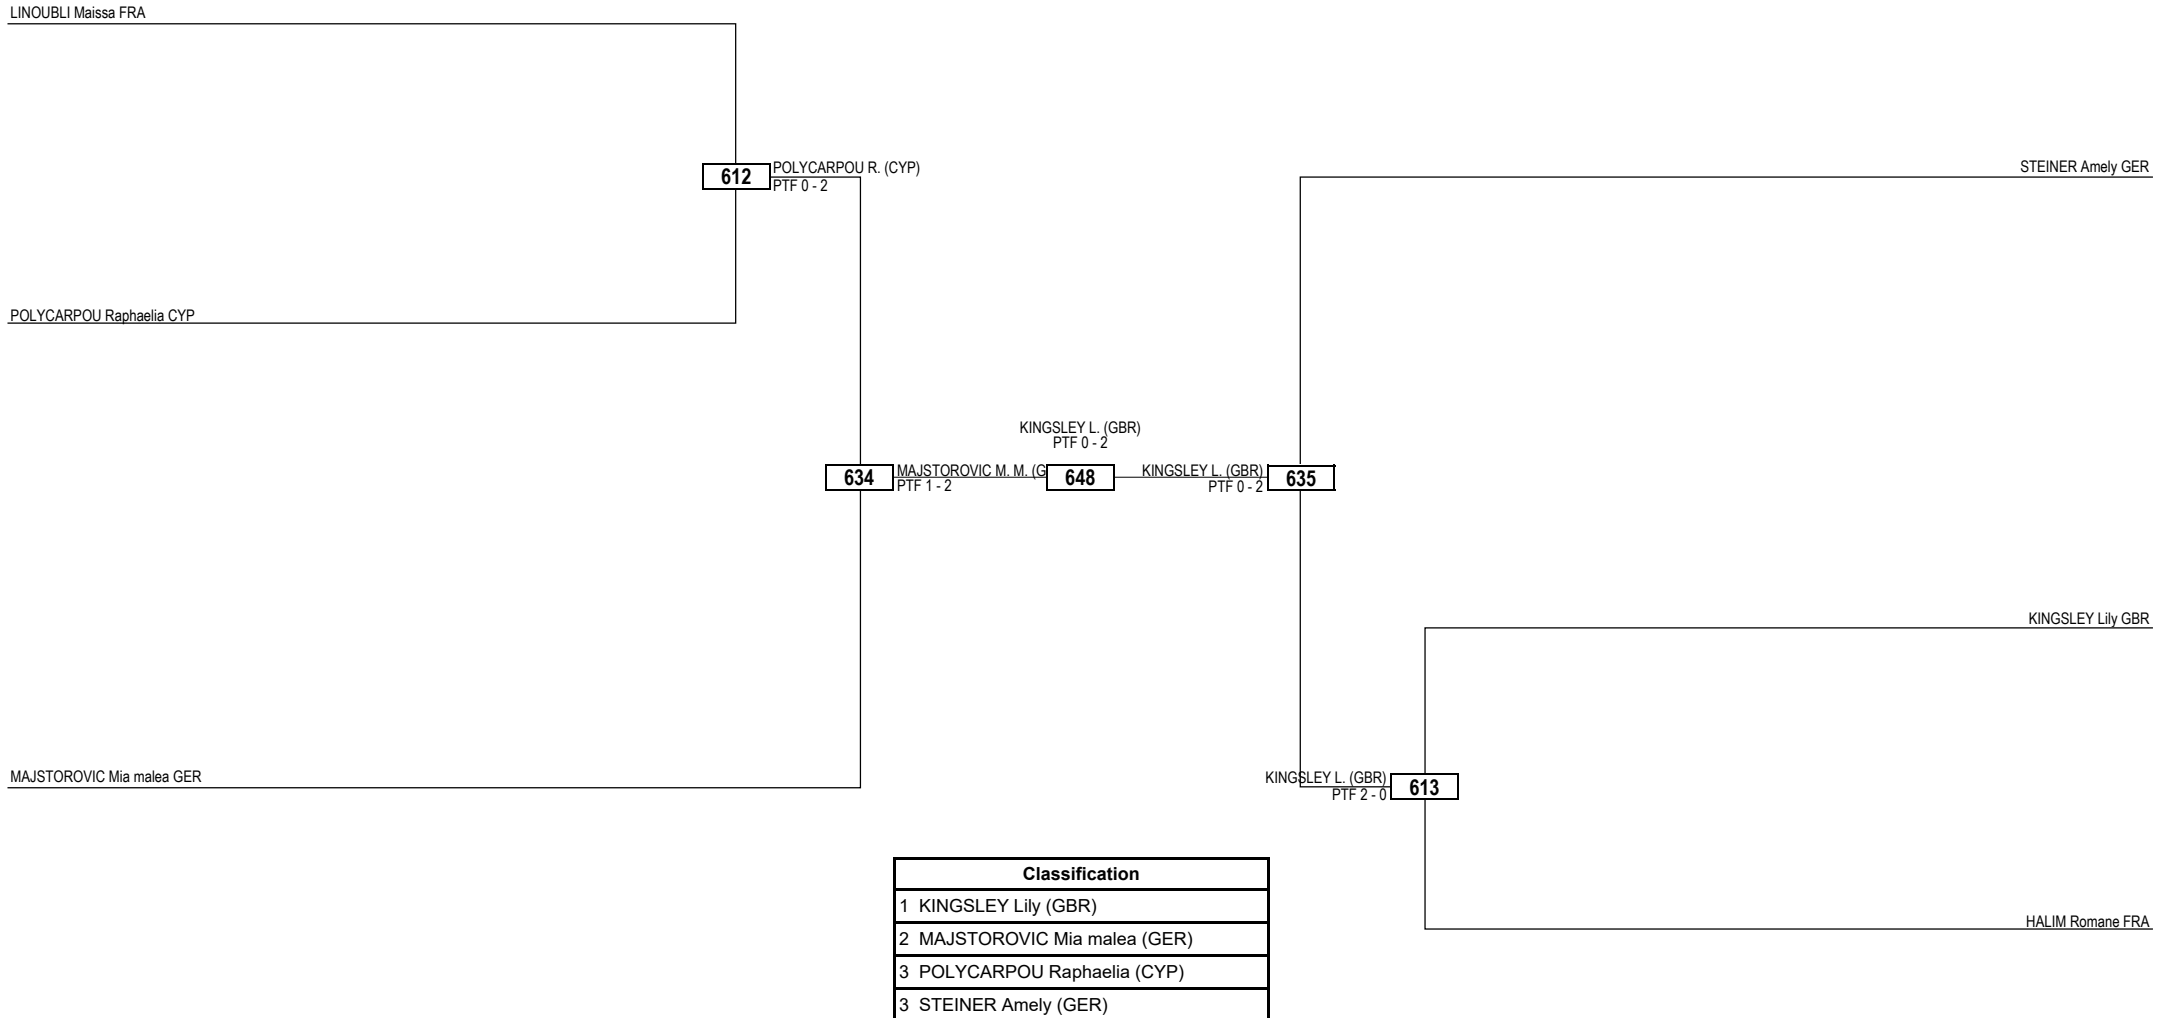 LINOUBLI Maissa FRA
612
POLYCARPOU R. (CYP)
PTF 0 - 2
STEINER Amely GER
POLYCARPOU Raphaelia CYP
KINGSLEY L. (GBR)
PTF 0 - 2
634
MAJSTOROVIC M. M. (G
PTF 1 - 2
648
KINGSLEY L. (GBR)
PTF 0 - 2
635
KINGSLEY Lily GBR
MAJSTOROVIC Mia malea GER
KINGSLEY L. (GBR)
PTF 2 - 0
613
HALIM Romane FRA
Classification
1 KINGSLEY Lily (GBR)
2 MAJSTOROVIC Mia malea (GER)
3 POLYCARPOU Raphaelia (CYP)
3 STEINER Amely (GER)